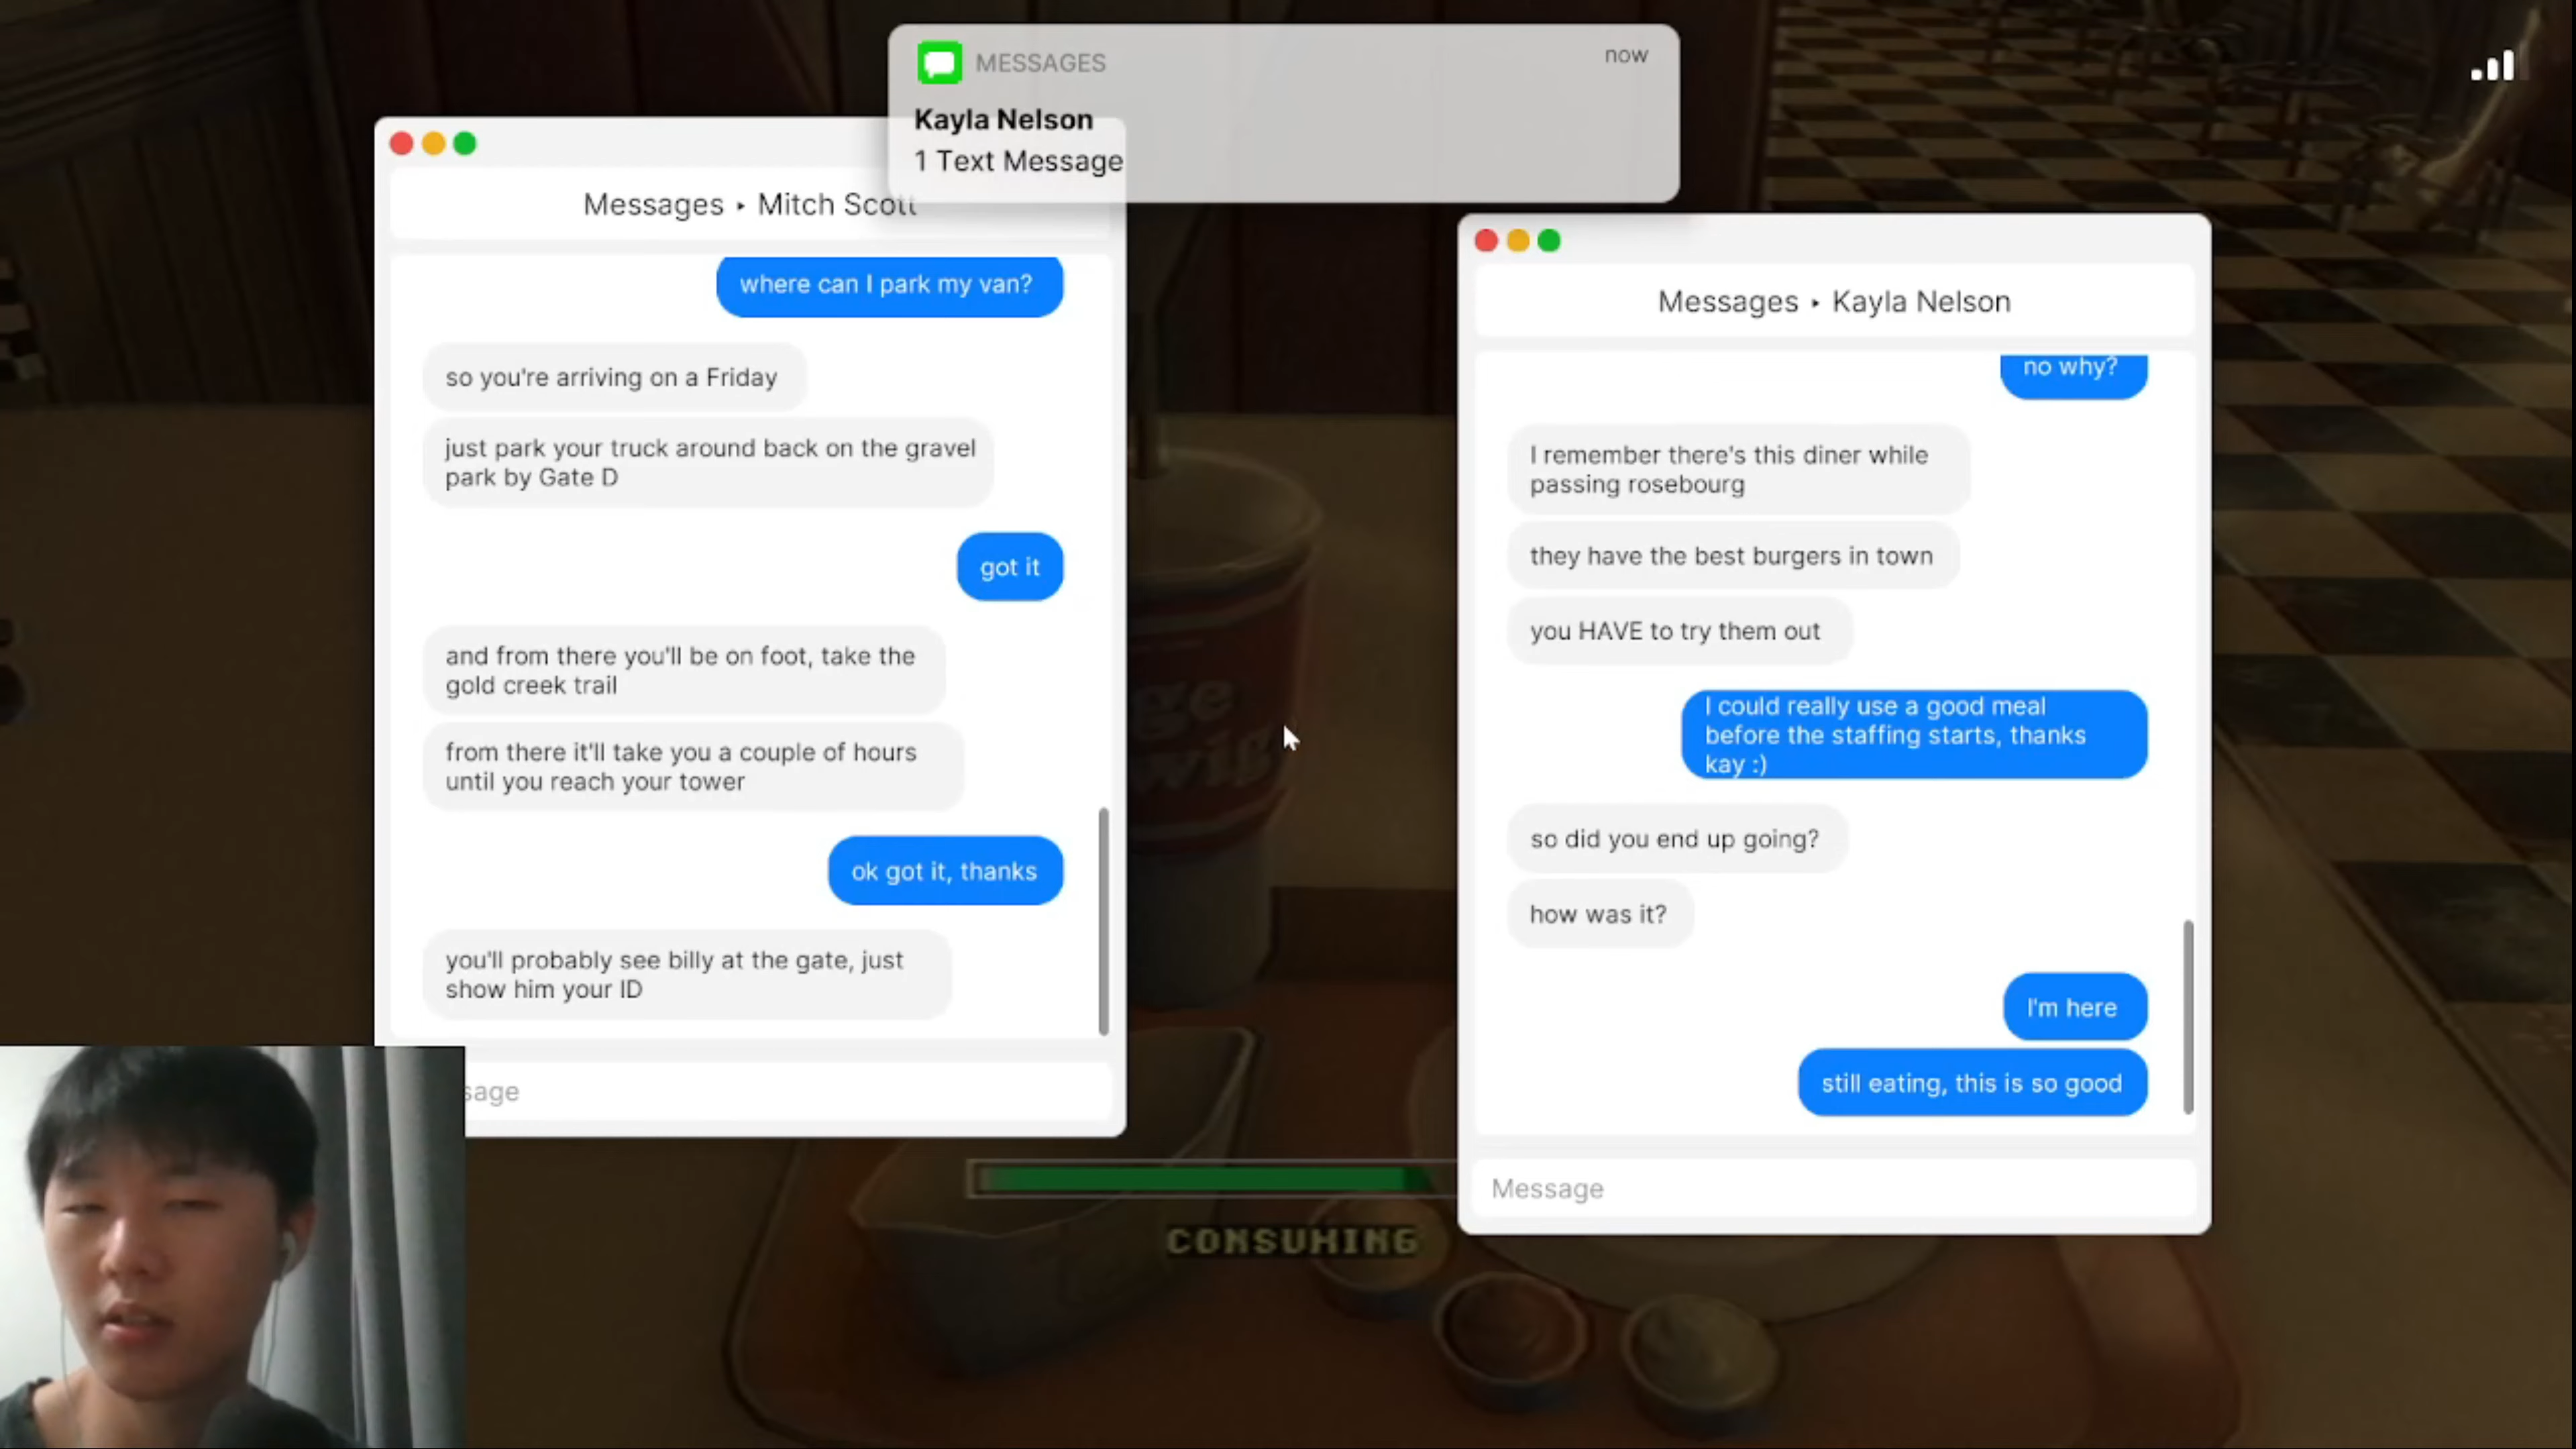 MESSAGES
now
Kayla Nelson
1 Text Message
Messages ▸ Mitch Scott
where can I park my van?
so you're arriving on a Friday
just park your truck around back on the gravel
park by Gate D
got it
and from there you'll be on foot, take the
gold creek trail
from there it'll take you a couple of hours
until you reach your tower
ok got it, thanks
you'll probably see billy at the gate, just
show him your ID
sage
Messages ▸ Kayla Nelson
no why?
I remember there's this diner while
passing rosebourg
they have the best burgers in town
you HAVE to try them out
I could really use a good meal
before the staffing starts, thanks
kay :)
so did you end up going?
how was it?
I'm here
still eating, this is so good
Message
CONSUMING